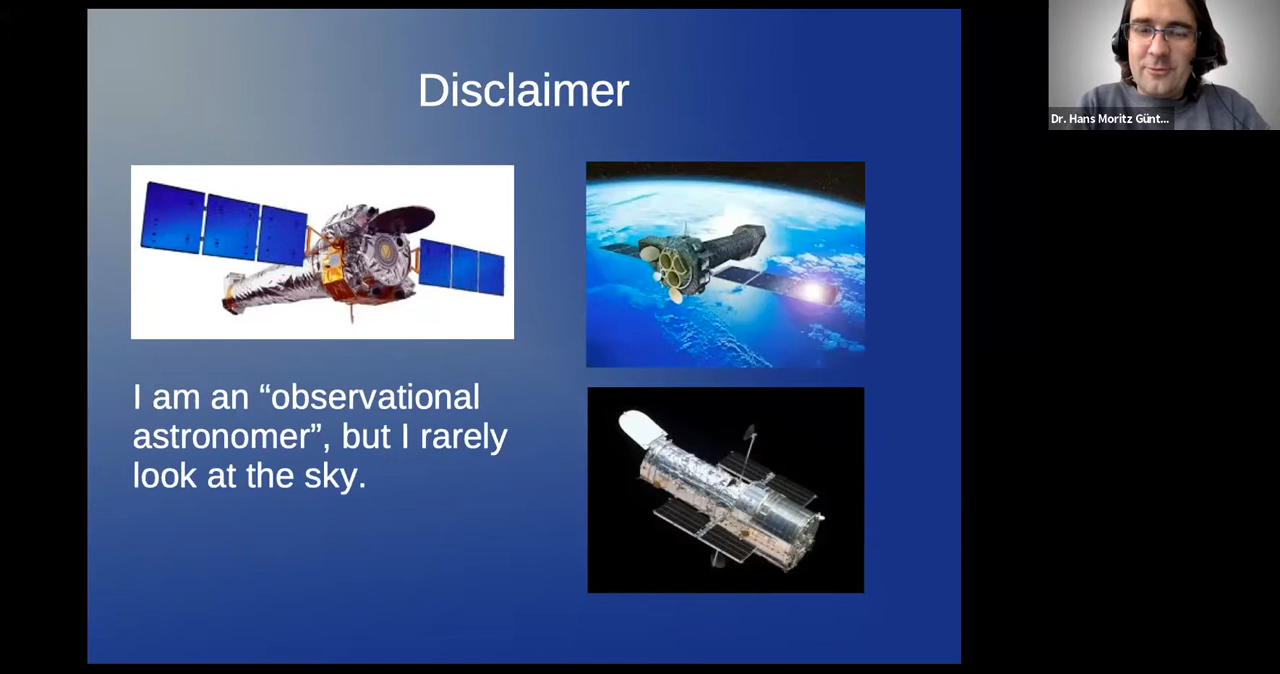 Disclaimer
I am an “observational
astronomer”, but I rarely
look at the sky.
Dr. Hans Moritz Günt...